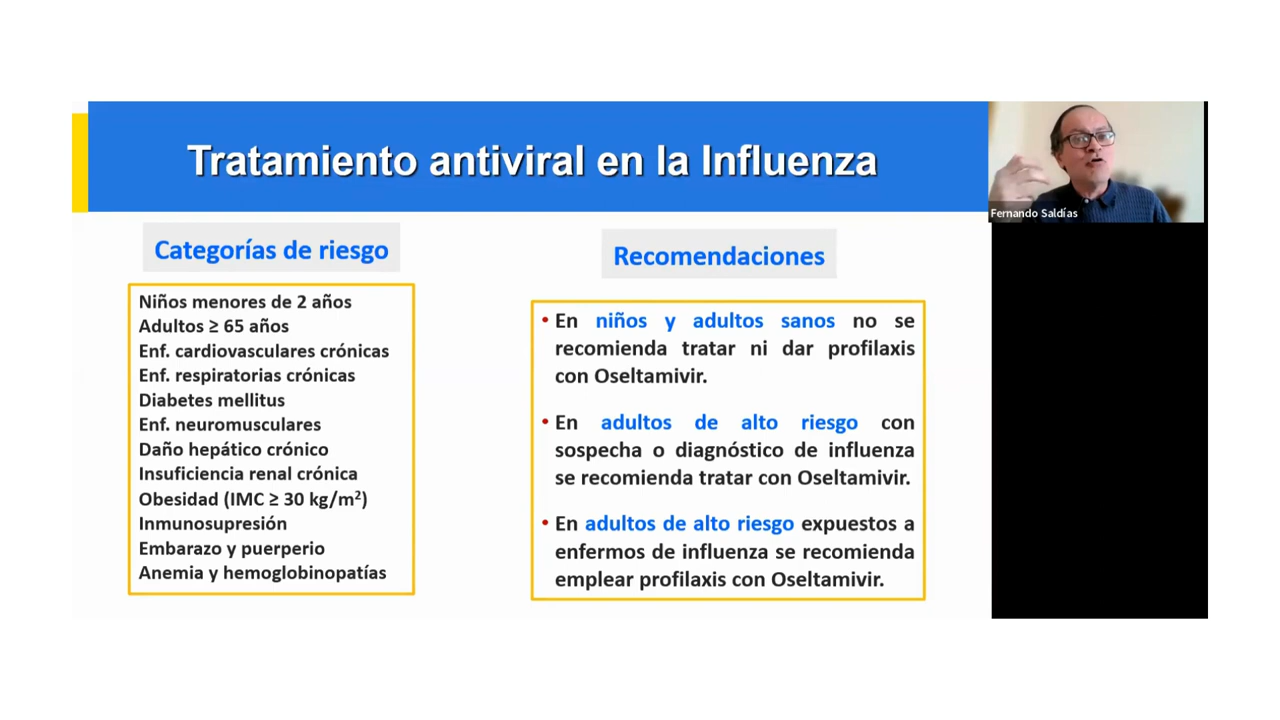 Tratamiento antiviral en la Influenza
Fernando Saldías
Categorías de riesgo
Niños menores de 2 años
Adultos ≥ 65 años
Enf. cardiovasculares crónicas
Enf. respiratorias crónicas
Diabetes mellitus
Enf. neuromusculares
Daño hepático crónico
Insuficiencia renal crónica
Obesidad (IMC ≥ 30 kg/m²)
Inmunosupresión
Embarazo y puerperio
Anemia y hemoglobinopatías
Recomendaciones
• En niños y adultos sanos no se
recomienda tratar ni dar profilaxis
con Oseltamivir.
• En adultos de alto riesgo con
sospecha o diagnóstico de influenza
se recomienda tratar con Oseltamivir.
• En adultos de alto riesgo expuestos a
enfermos de influenza se recomienda
emplear profilaxis con Oseltamivir.